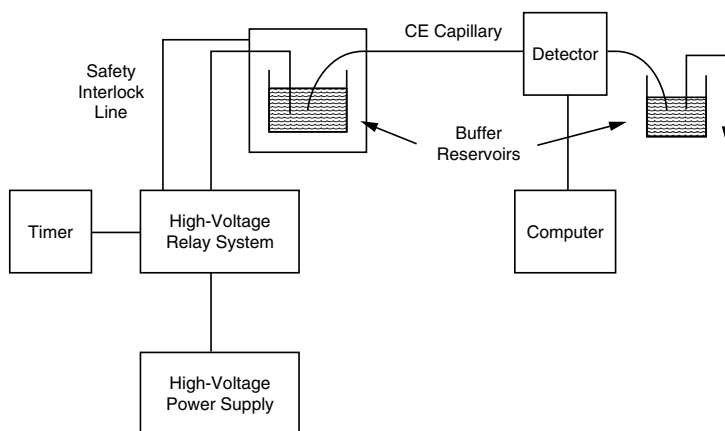 CE Capillary
Safety
Interlock
Line
Detector
Buffer
Reservoirs
Timer
High-Voltage
Relay System
Computer
High-Voltage
Power Supply